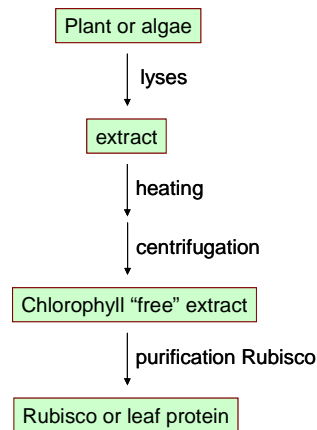 Plant or algae
lyses
extract
heating
centrifugation
Chlorophyll “free” extract
purification Rubisco
Rubisco or leaf protein